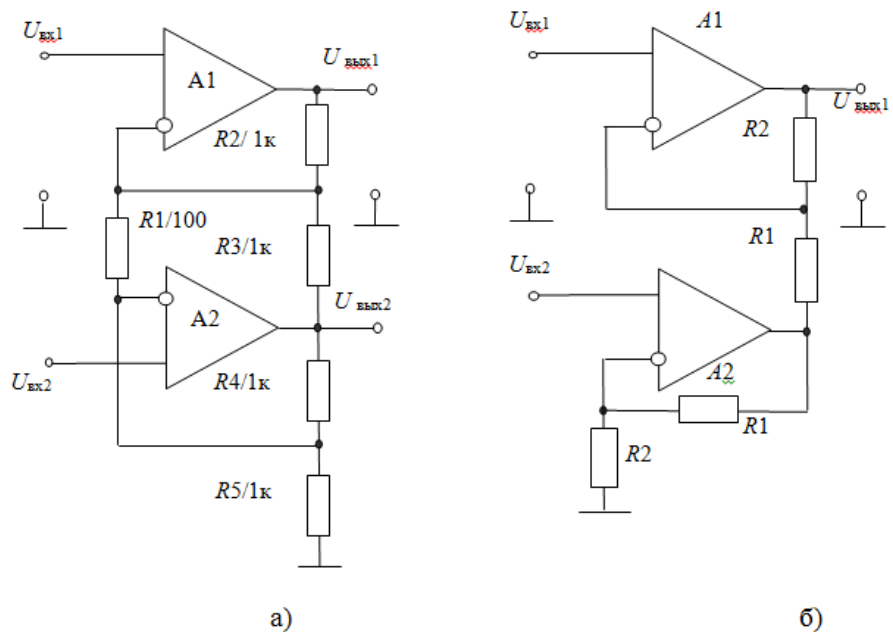 Uвх1
A1
U вых1
R2/ 1к
R1/100
R3/1к
A2
U вых2
Uвх2
R4/1к
R5/1к
а)
Uвх1
A1
U вых1
R2
R1
Uвх2
A2
R1
R2
б)